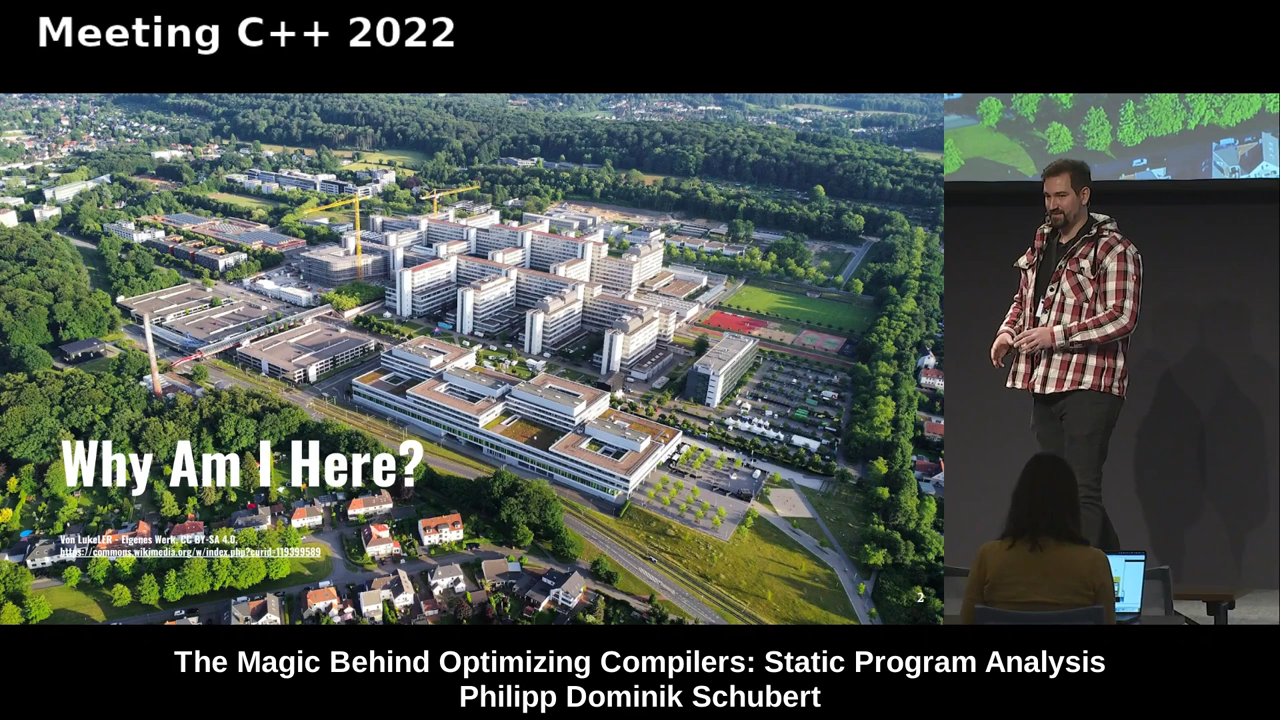 Meeting C++ 2022
Why Am I Here?
Von LukeLER - Eigenes Werk, CC BY-SA 4.0,
https://commons.wikimedia.org/w/index.php?curid=119399589
2
The Magic Behind Optimizing Compilers: Static Program Analysis
Philipp Dominik Schubert